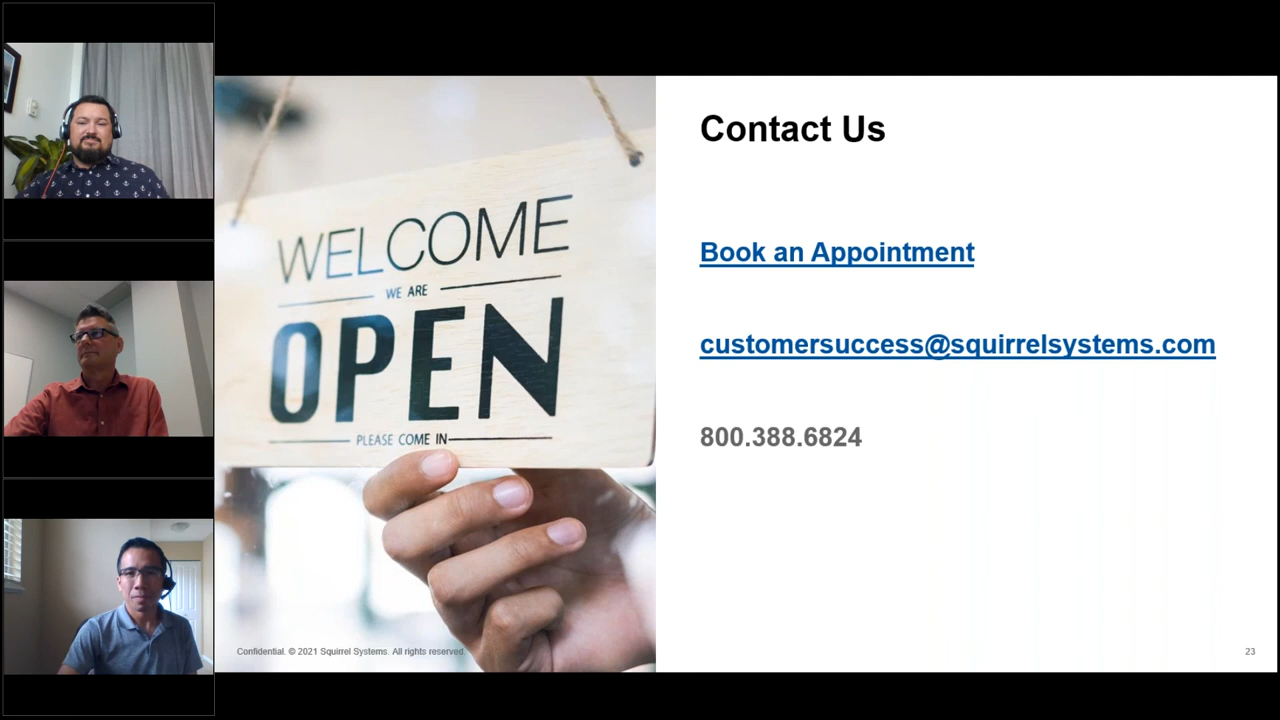 WELCOME
WE ARE
OPEN
PLEASE COME IN
Contact Us
Book an Appointment
customersuccess@squirrelsystems.com
800.388.6824
Confidential. © 2021 Squirrel Systems. All rights reserved.
23